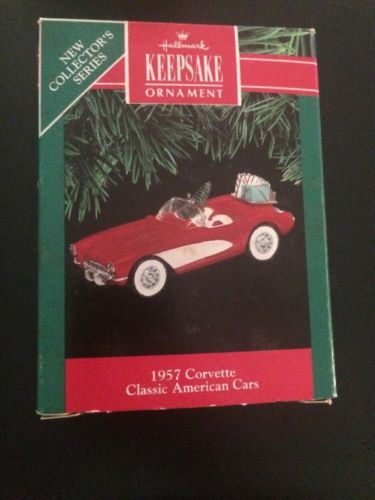 NEW
COLLECTOR'S
SERIES
Hallmark
KEEPSAKE
ORNAMENT
1957 Corvette
Classic American Cars